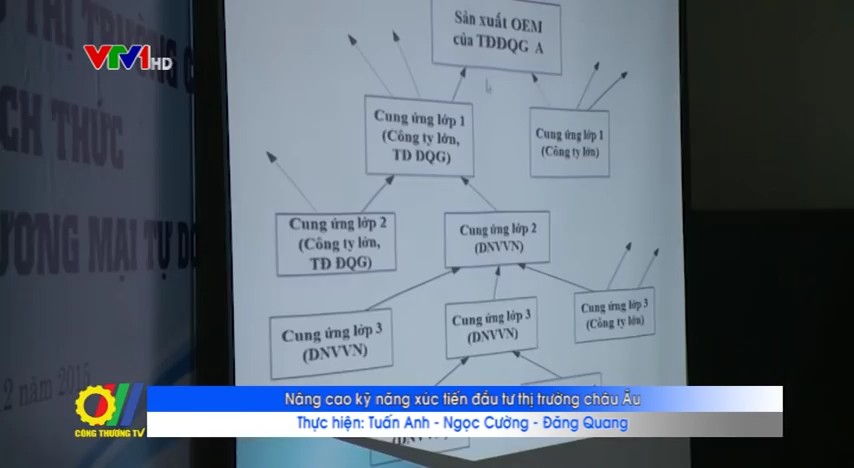 VTV1 HD
THỊ TRƯỜNG
CH THỨC
ƯƠNG MẠI TỰ D
2 năm 2015
Sản xuất OEM
của TĐĐQG A
Cung ứng lớp 1
(Công ty lớn,
TĐ ĐQG)
Cung ứng lớp 1
(Công ty lớn)
Cung ứng lớp 2
(Công ty lớn,
TĐ ĐQG)
Cung ứng lớp 2
(DNVVN)
Cung ứng lớp 3
(DNVVN)
Cung ứng lớp 3
(DNVVN)
Cung ứng lớp 3
(Công ty lớn)
Nâng cao kỹ năng xúc tiến đầu tư thị trường châu Âu
Thực hiện: Tuấn Anh - Ngọc Cường - Đăng Quang
CÔNG THƯƠNG TV